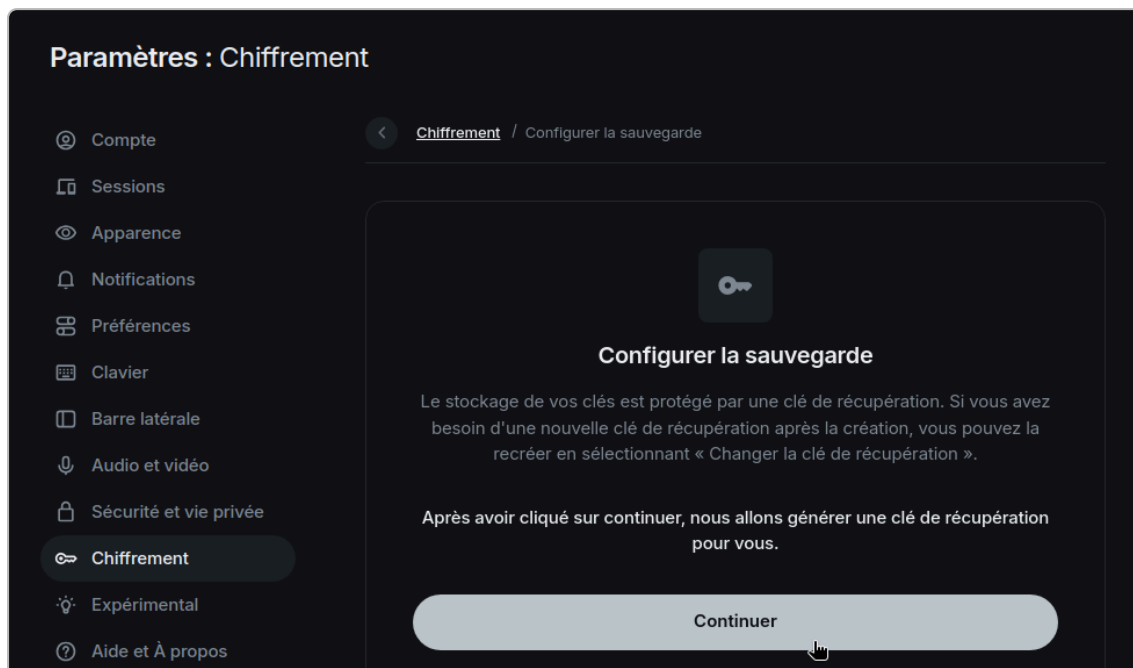 Paramètres : Chiffrement
Compte
Sessions
Apparence
Notifications
Préférences
Clavier
Barre latérale
Audio et vidéo
Sécurité et vie privée
Chiffrement
Expérimental
Aide et À propos
Chiffrement / Configurer la sauvegarde
Configurer la sauvegarde
Le stockage de vos clés est protégé par une clé de récupération. Si vous avez
besoin d'une nouvelle clé de récupération après la création, vous pouvez la
recréer en sélectionnant « Changer la clé de récupération ».
Après avoir cliqué sur continuer, nous allons générer une clé de récupération
pour vous.
Continuer